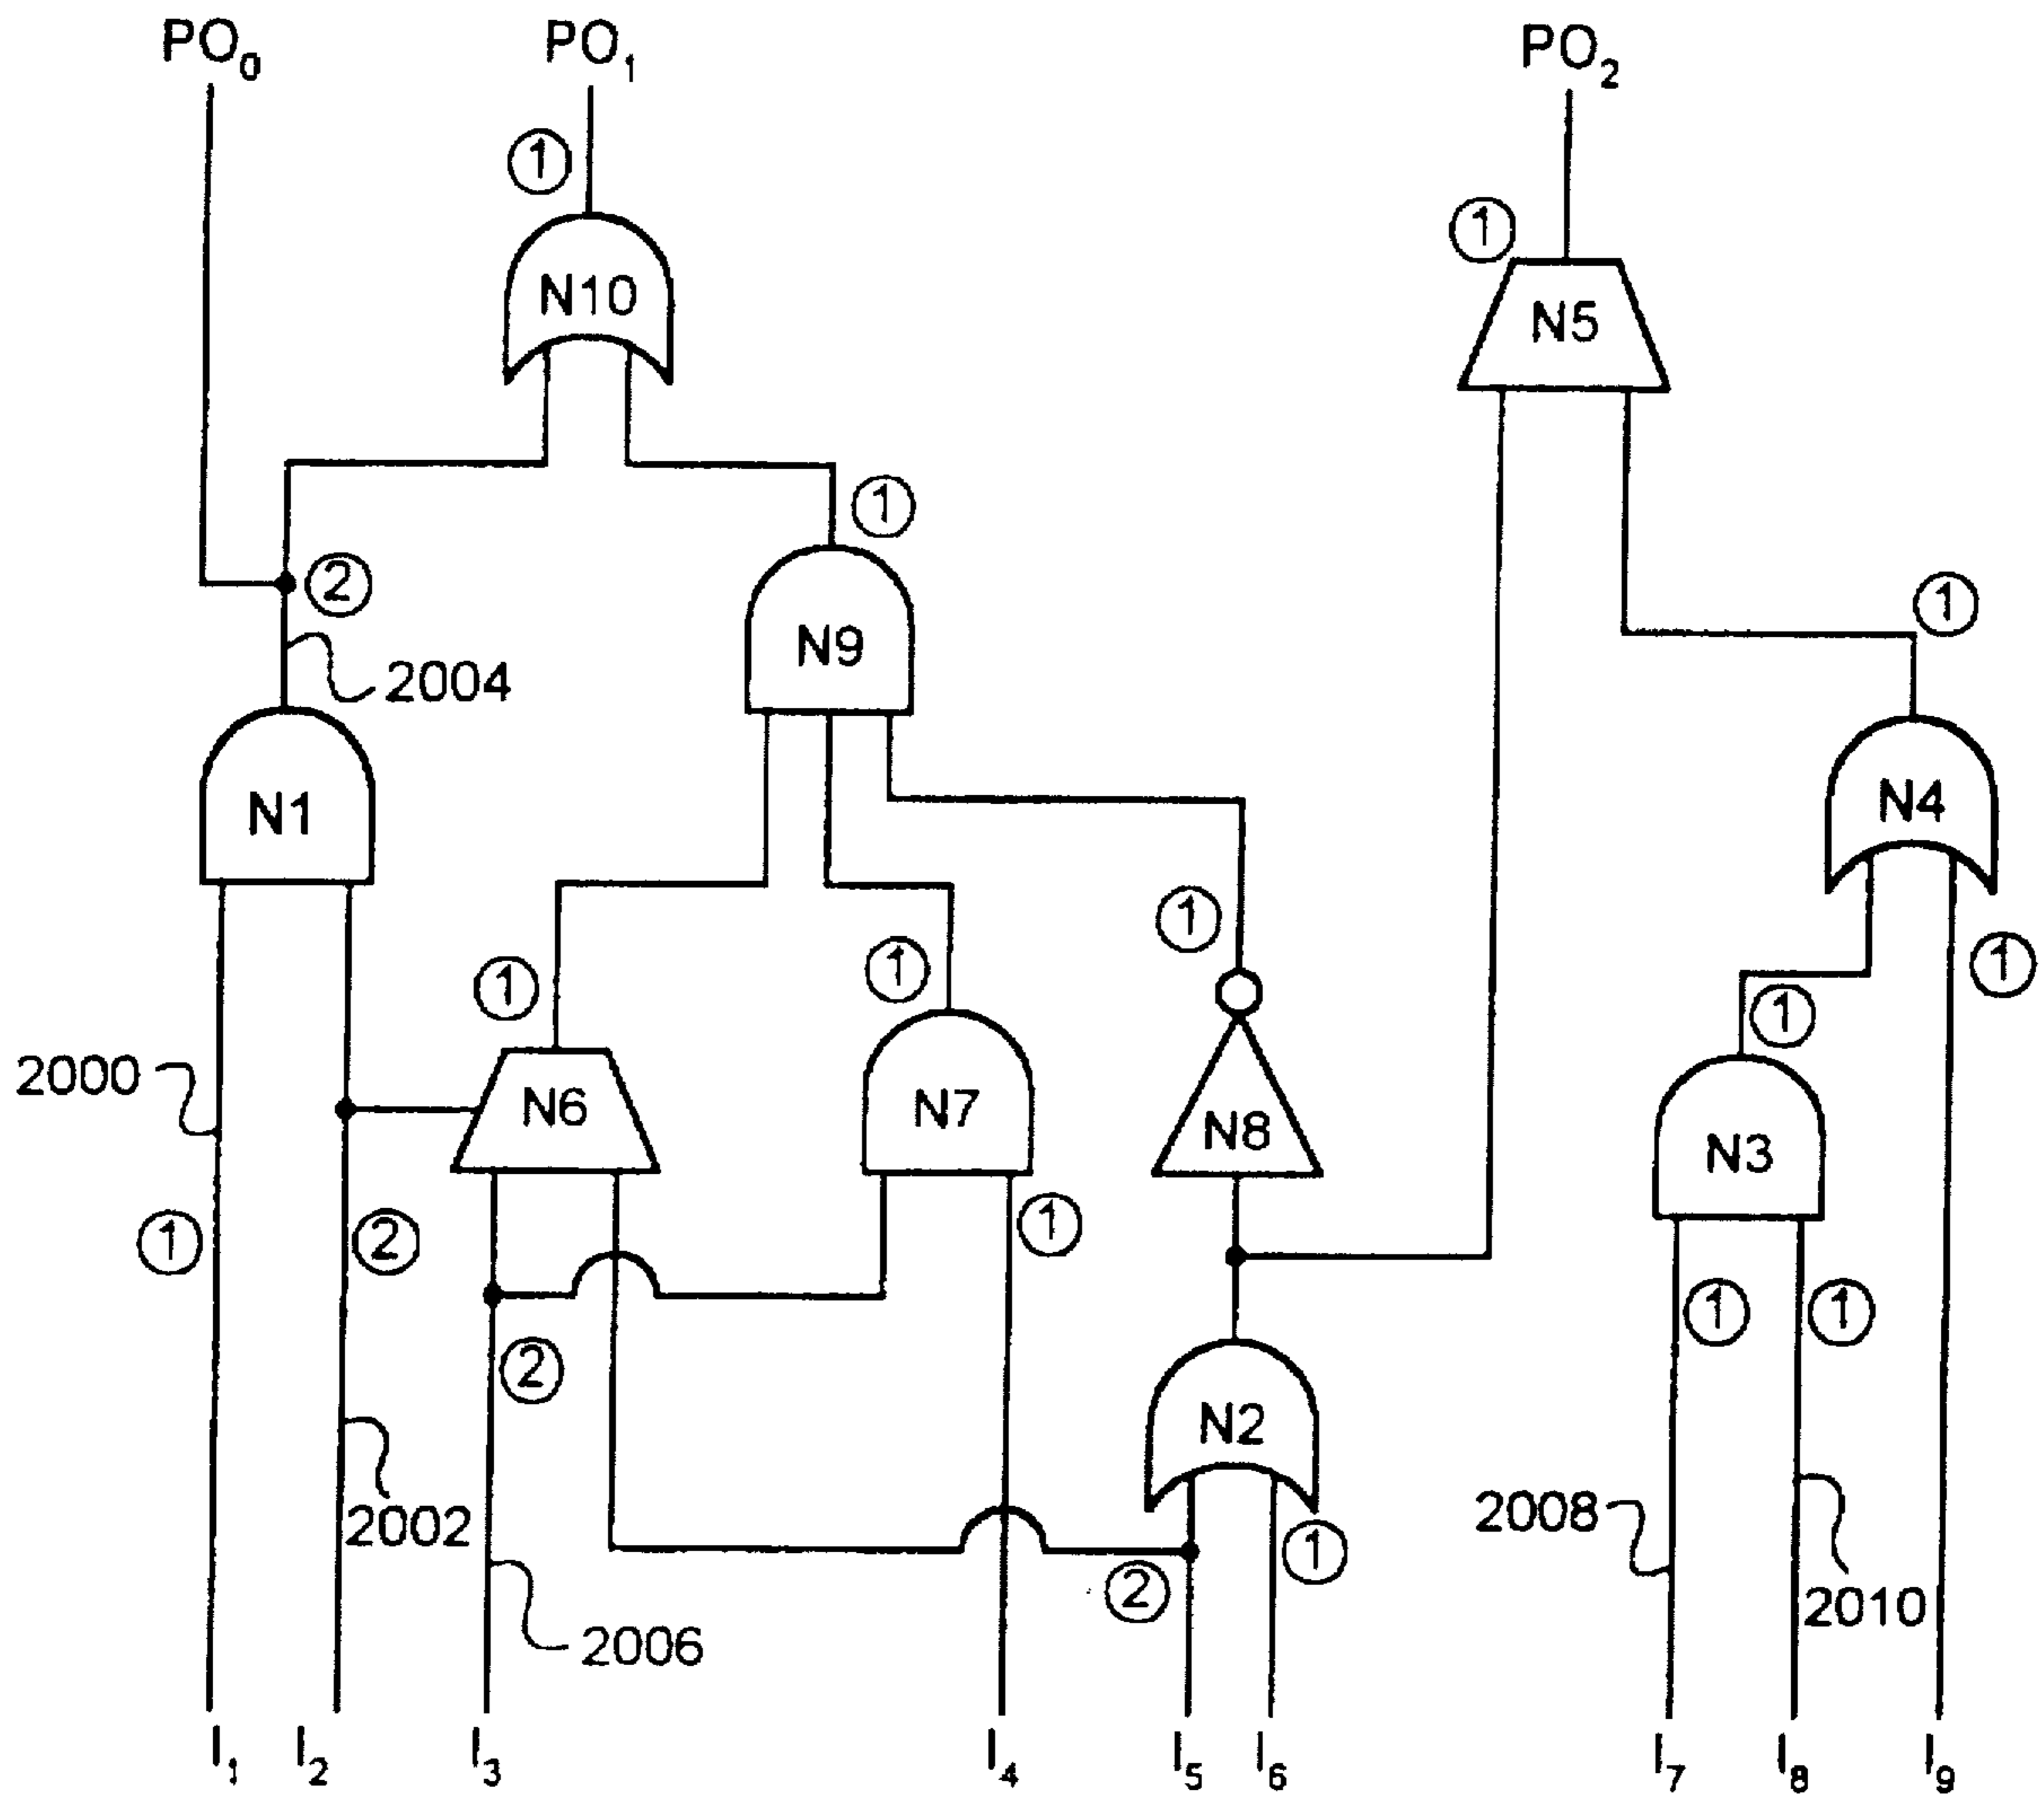 PO₀ PO₁ PO₂
①
①
N10
N5
①
② ①
N9
2004
N1 N4
①
① ① ①
①
2000 N6 N7 N8 N3
① ② ①
① ①
②
N2
2002 2008
①
② 2010
2006
I₁ I₂ I₃ I₄ I₅ I₆ I₇ I₈ I₉